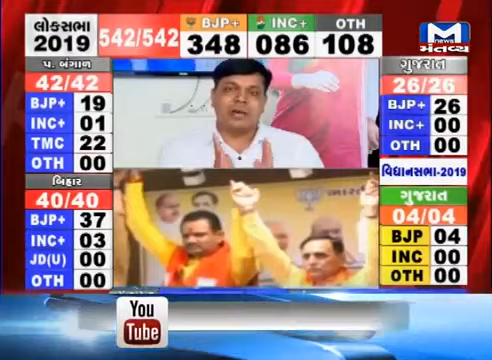 લોકસભા 2019
542/542
BJP+ 348
INC+ 086
OTH 108
M news
મંતવ્ય
પ. બંગાળ
42/42
BJP+ 19
INC+ 01
TMC 22
OTH 00
બિહાર
40/40
BJP+ 37
INC+ 03
JD(U) 00
OTH 00
ગુજરાત
26/26
BJP+ 26
INC+ 00
OTH 00
વિધાનસભા-2019
ગુજરાત
04/04
BJP 04
INC 00
OTH 00
You
Tube